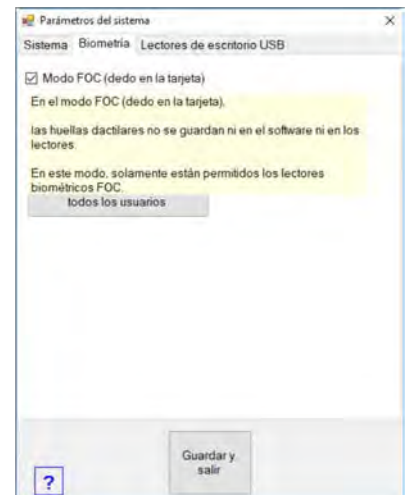 Parámetros del sistema
Sistema Biometría Lectores de escritorio USB
Modo FOC (dedo en la tarjeta)
En el modo FOC (dedo en la tarjeta),
las huellas dactilares no se guardan ni en el software ni en los
lectores.
En este modo, solamente están permitidos los lectores
biométricos FOC.
todos los usuarios
Guardar y
salir
?